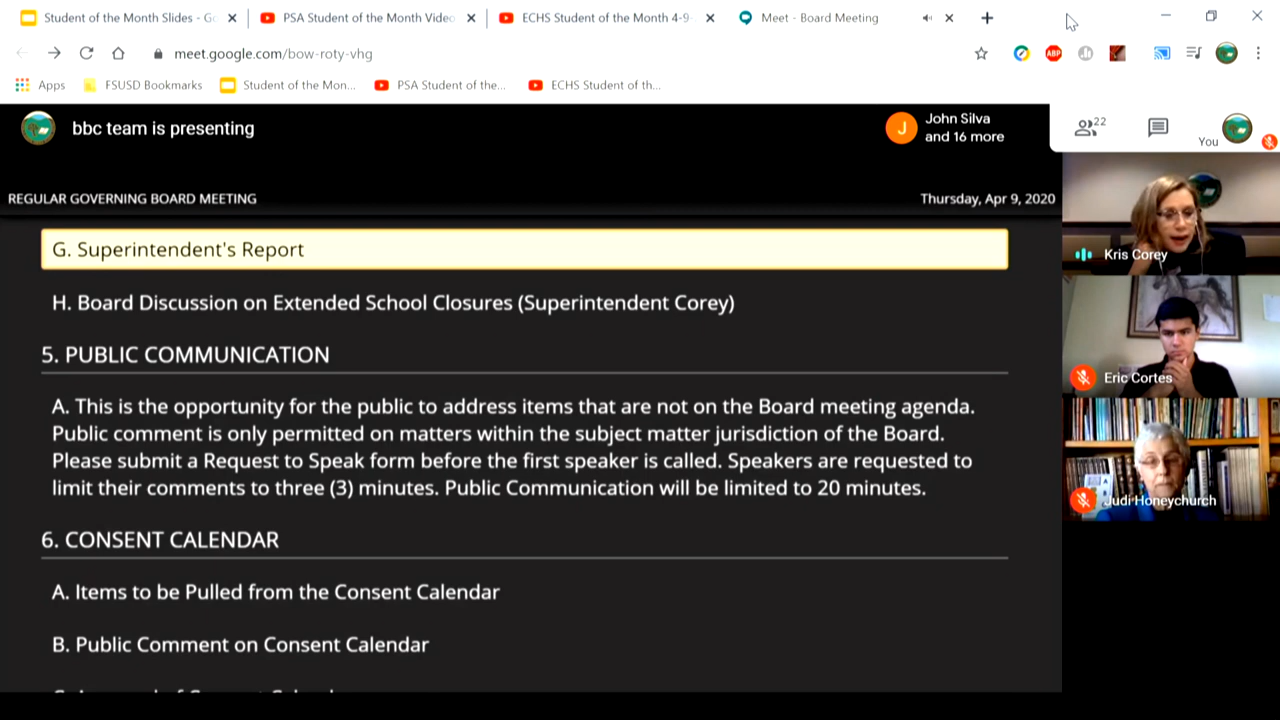 Student of the Month Slides - Go
PSA Student of the Month Video
ECHS Student of the Month 4-9-
Meet - Board Meeting
meet.google.com/bow-roty-vhg
ABP
Apps
FSUSD Bookmarks
Student of the Mon...
PSA Student of the...
ECHS Student of th...
bbc team is presenting
J
John Silva
and 16 more
22
You
REGULAR GOVERNING BOARD MEETING
Thursday, Apr 9, 2020
G. Superintendent's Report
Kris Corey
H. Board Discussion on Extended School Closures (Superintendent Corey)
5. PUBLIC COMMUNICATION
Eric Cortes
A. This is the opportunity for the public to address items that are not on the Board meeting agenda.
Public comment is only permitted on matters within the subject matter jurisdiction of the Board.
Please submit a Request to Speak form before the first speaker is called. Speakers are requested to
limit their comments to three (3) minutes. Public Communication will be limited to 20 minutes.
Judi Honeychurch
6. CONSENT CALENDAR
A. Items to be Pulled from the Consent Calendar
B. Public Comment on Consent Calendar